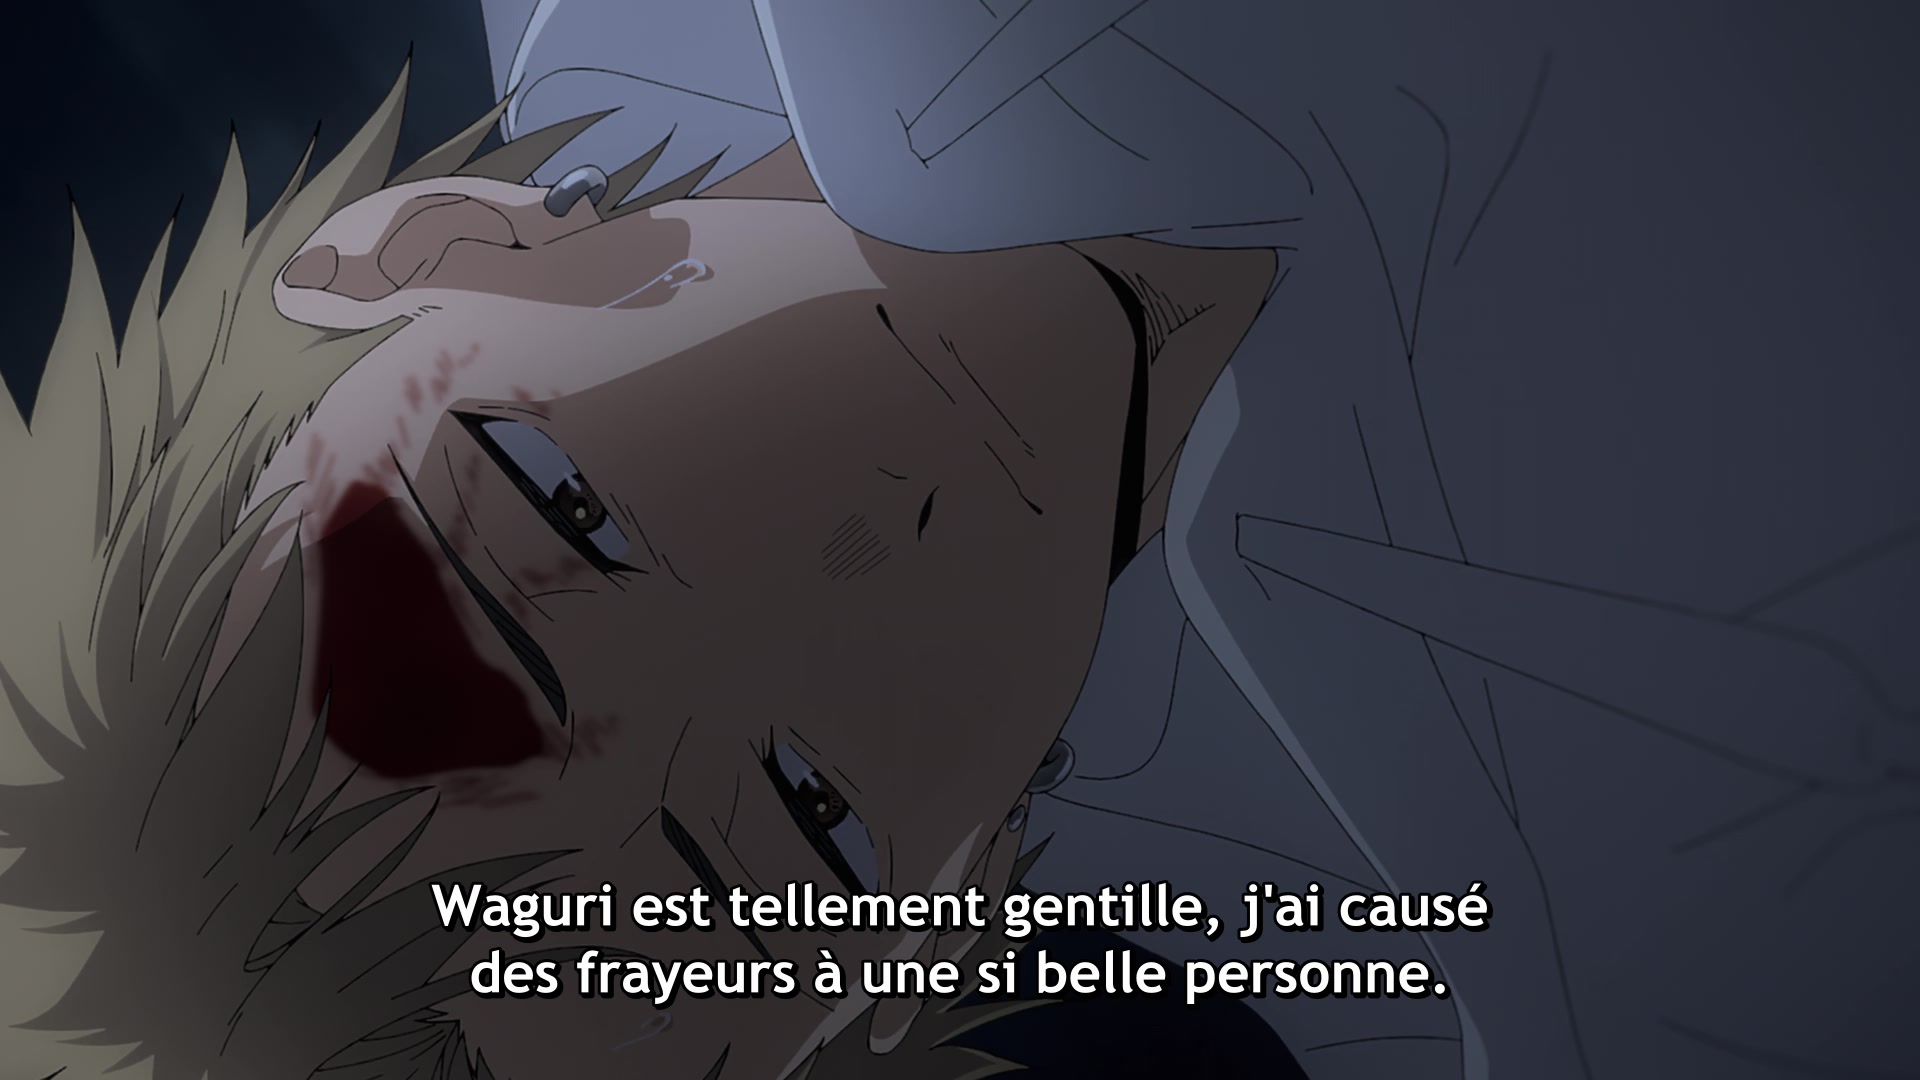 Waguri est tellement gentille, j'ai causé
des frayeurs à une si belle personne.